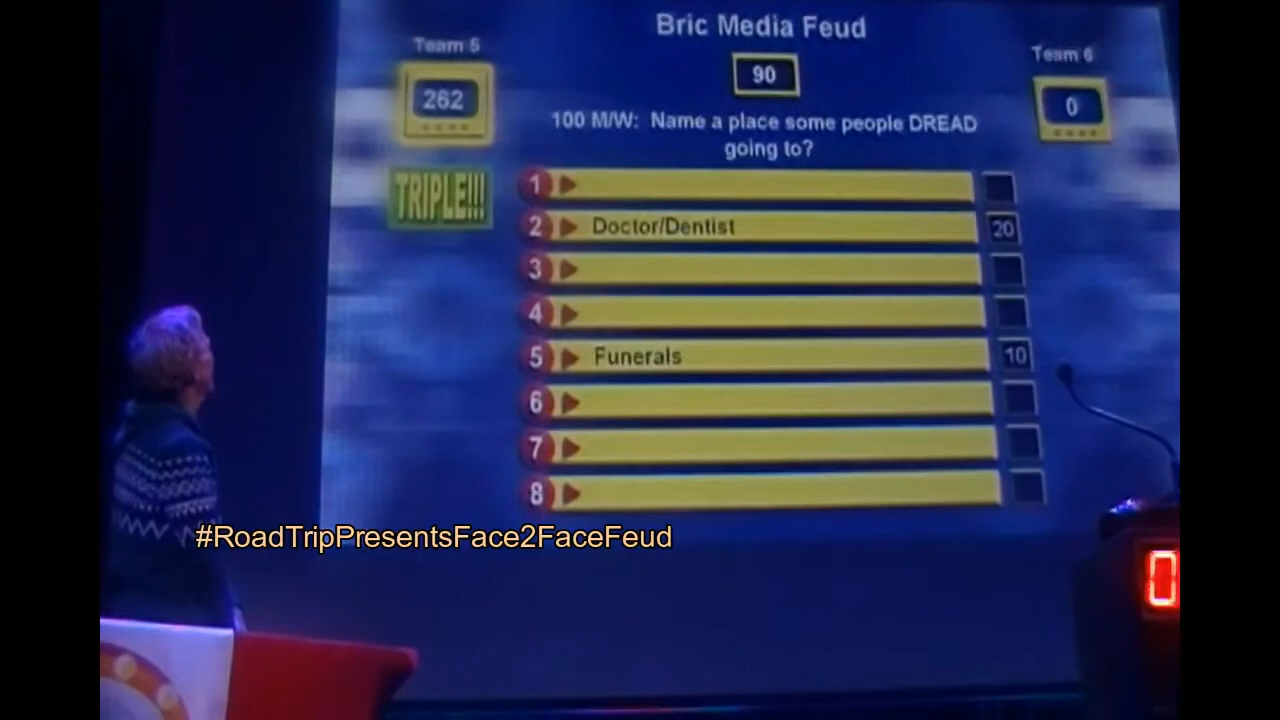 Bric Media Feud
Team 5
262
90
Team 6
0
100 M/W: Name a place some people DREAD
going to?
TRIPLE!!!
1
2 Doctor/Dentist 20
3
4
5 Funerals 10
6
7
8
#RoadTripPresentsFace2FaceFeud
0